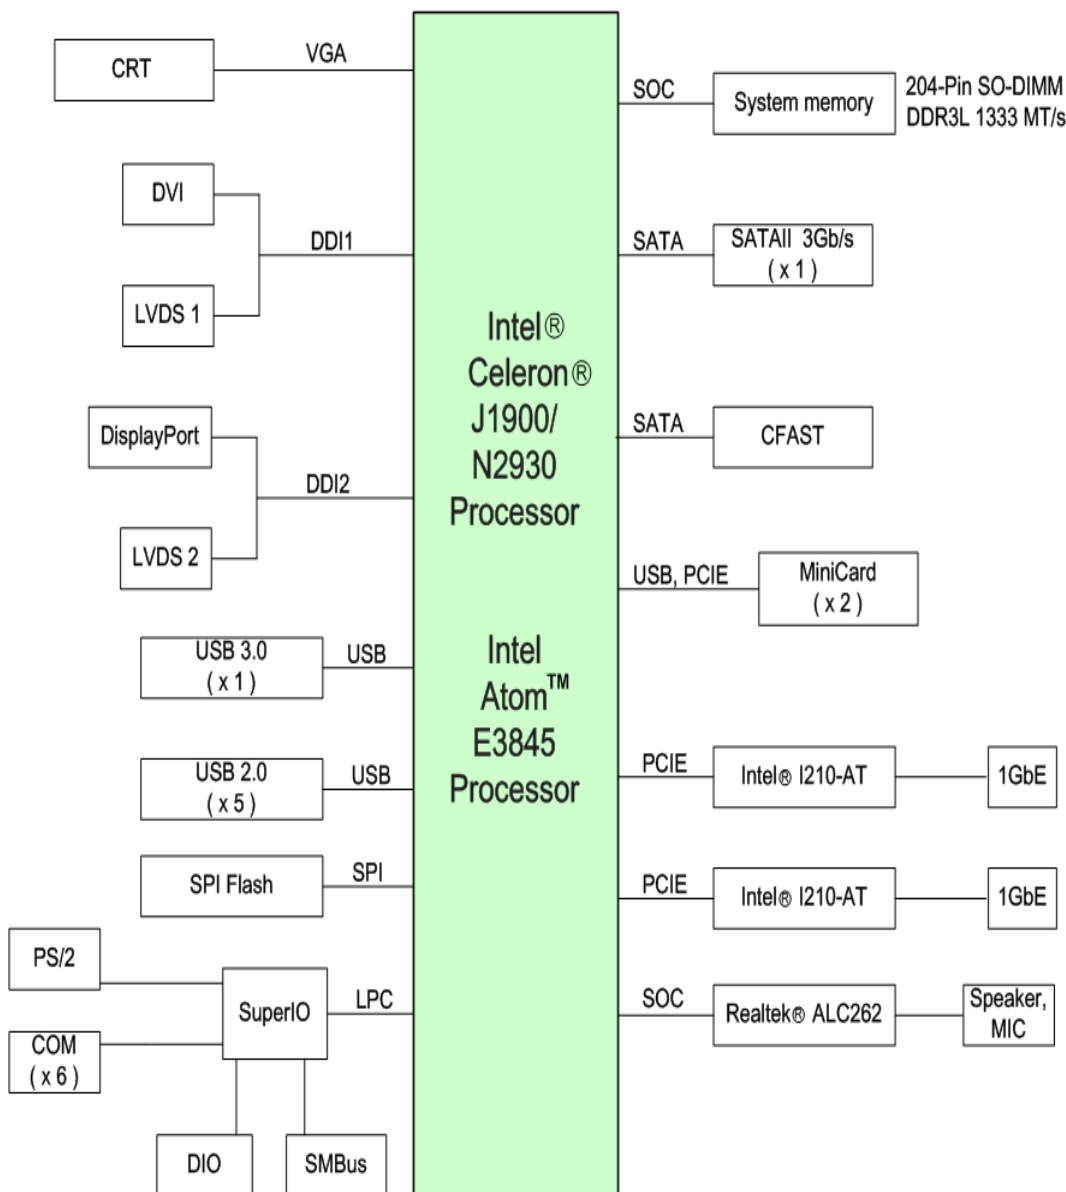 CRT
VGA
DVI
DDI1
LVDS 1
DisplayPort
DDI2
LVDS 2
USB 3.0
( x 1 )
USB
USB 2.0
( x 5 )
USB
SPI Flash
SPI
PS/2
SuperIO
LPC
COM
( x 6 )
DIO
SMBus
Intel®
Celeron®
J1900/
N2930
Processor
Intel
Atom™
E3845
Processor
SOC
System memory
204-Pin SO-DIMM
DDR3L 1333 MT/s
SATA
SATAII 3Gb/s
( x 1 )
SATA
CFAST
USB, PCIE
MiniCard
( x 2 )
PCIE
Intel® I210-AT
1GbE
PCIE
Intel® I210-AT
1GbE
SOC
Realtek® ALC262
Speaker,
MIC